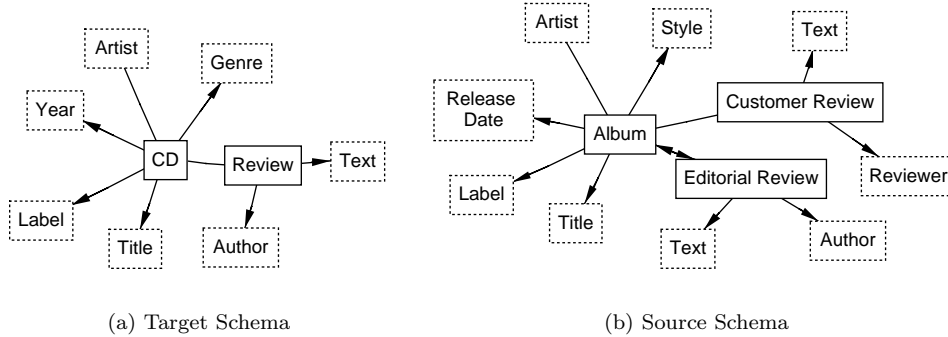 Artist
Genre
Year
CD
Review
Text
Label
Title
Author
(a) Target Schema
Artist
Style
Text
Release
Date
Customer Review
Album
Editorial Review
Reviewer
Label
Title
Text
Author
(b) Source Schema